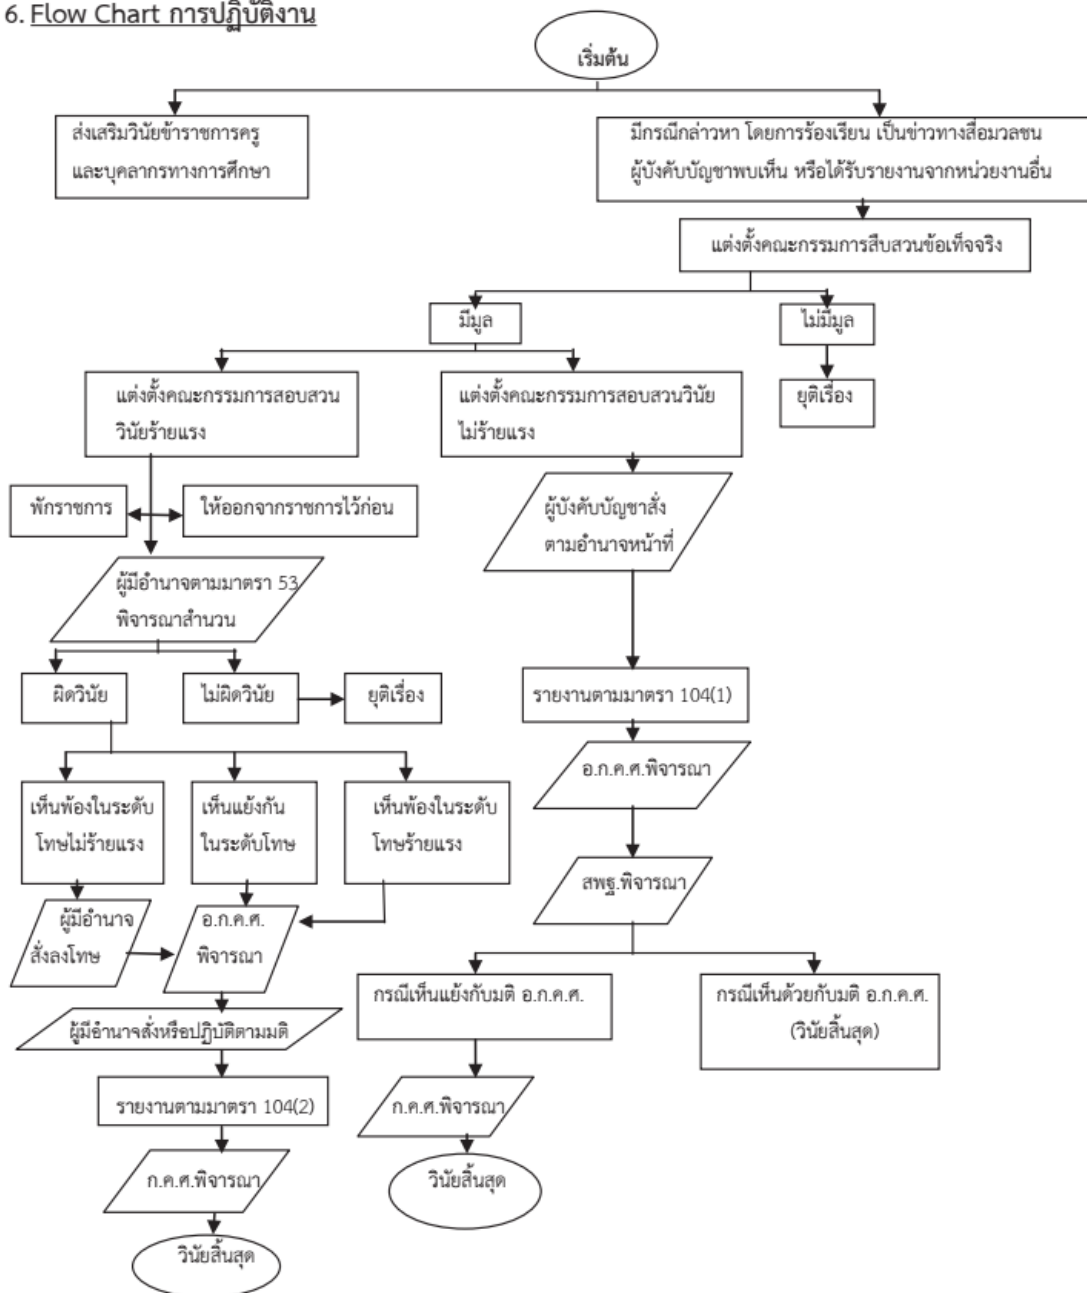 6. Flow Chart การปฏิบัติงาน
เริ่มต้น
ส่งเสริมวินัยข้าราชการครู
และบุคลากรทางการศึกษา
มีกรณีกล่าวหา โดยการร้องเรียน เป็นข่าวทางสื่อมวลชน
ผู้บังคับบัญชาพบเห็น หรือได้รับรายงานจากหน่วยงานอื่น
แต่งตั้งคณะกรรมการสืบสวนข้อเท็จจริง
มีมูล
ไม่มีมูล
ยุติเรื่อง
แต่งตั้งคณะกรรมการสอบสวน
วินัยร้ายแรง
แต่งตั้งคณะกรรมการสอบสวนวินัย
ไม่ร้ายแรง
พักราชการ
ให้ออกจากราชการไว้ก่อน
ผู้บังคับบัญชาสั่ง
ตามอำนาจหน้าที่
ผู้มีอำนาจตามมาตรา 53
พิจารณาสำนวน
ผิดวินัย
ไม่ผิดวินัย
ยุติเรื่อง
รายงานตามมาตรา 104(1)
อ.ก.ค.ศ.พิจารณา
เห็นพ้องในระดับ
โทษไม่ร้ายแรง
เห็นแย้งกัน
ในระดับโทษ
เห็นพ้องในระดับ
โทษร้ายแรง
สพฐ.พิจารณา
ผู้มีอำนาจ
สั่งลงโทษ
อ.ก.ค.ศ.
พิจารณา
กรณีเห็นแย้งกับมติ อ.ก.ค.ศ.
กรณีเห็นด้วยกับมติ อ.ก.ค.ศ.
(วินัยสิ้นสุด)
ผู้มีอำนาจสั่งหรือปฏิบัติตามมติ
รายงานตามมาตรา 104(2)
ก.ค.ศ.พิจารณา
ก.ค.ศ.พิจารณา
วินัยสิ้นสุด
วินัยสิ้นสุด